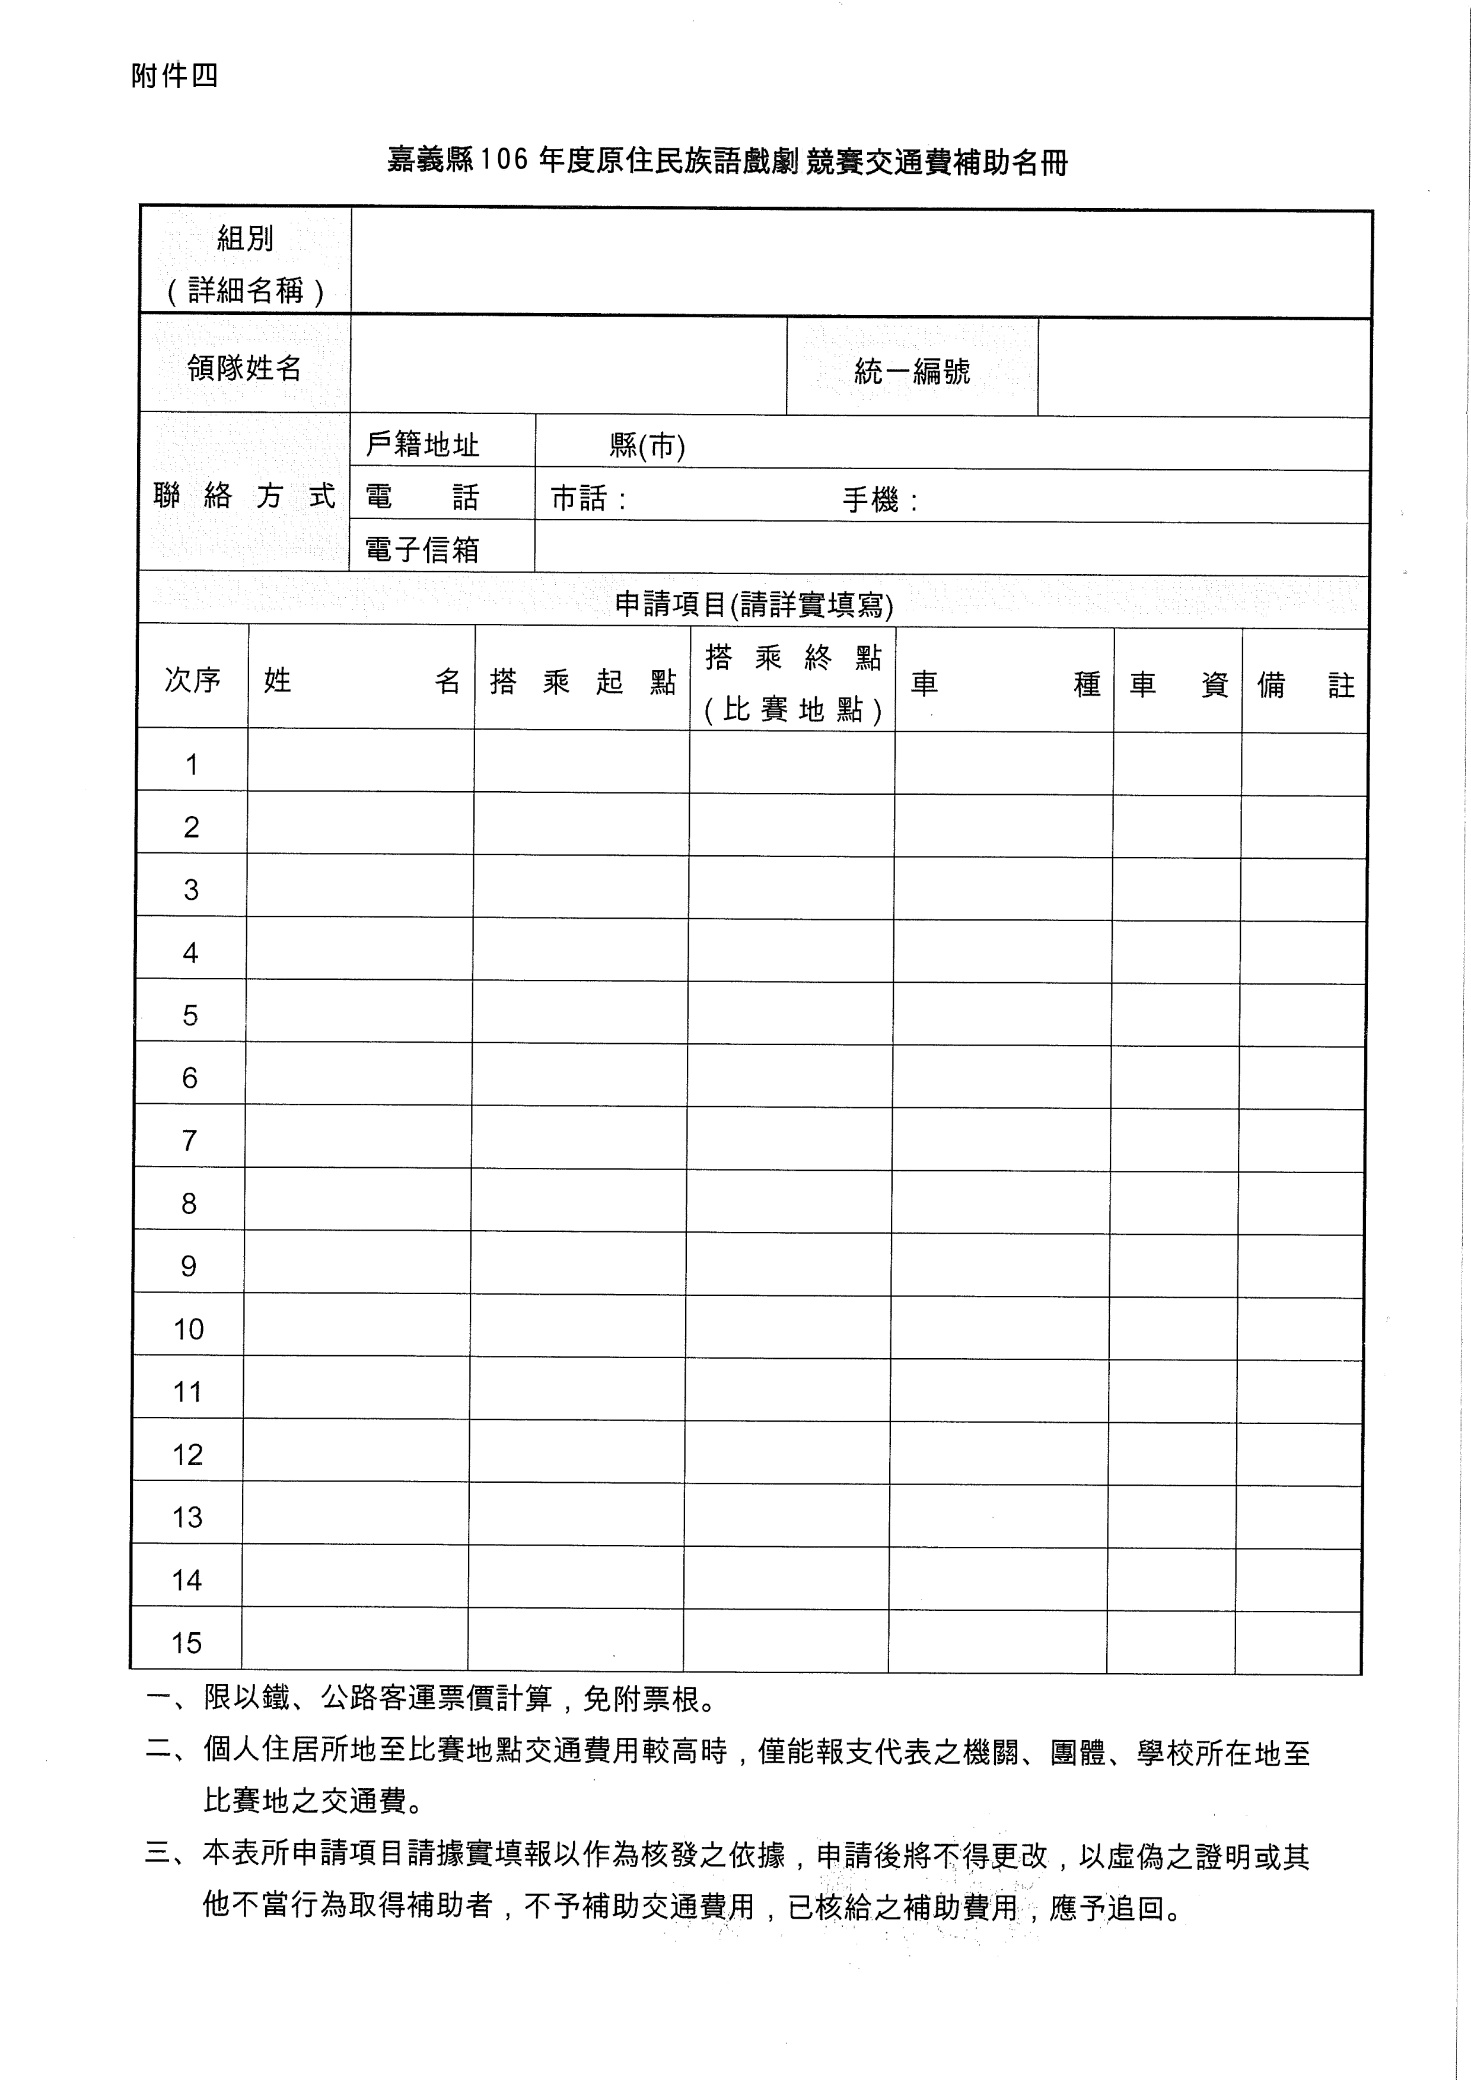 附件四
嘉義縣106 年度原住民族語戲劇 競賽交通費補助名冊
組別
(詳細名稱)
領隊姓名 統一編號
聯絡方式
戶籍地址 縣(市)
電話 市話： 手機：
電子信箱
申請項目(請詳實填寫)
次序 姓名 搭乘起點 搭乘終點 車種 車資 備註
(比賽地點)
1
2
3
4
5
6
7
8
9
10
11
12
13
14
15
一、限以鐵、公路客運票價計算，免附票根。
二、個人住居所地至比賽地點交通費用較高時，僅能報支代表之機關、團體、學校所在地至
比賽地之交通費。
三、本表所申請項目請據實填報以作為核發之依據，申請後將不得更改，以虛偽之證明或其
他不當行為取得補助者，不予補助交通費用，已核給之補助費用，應予追回。